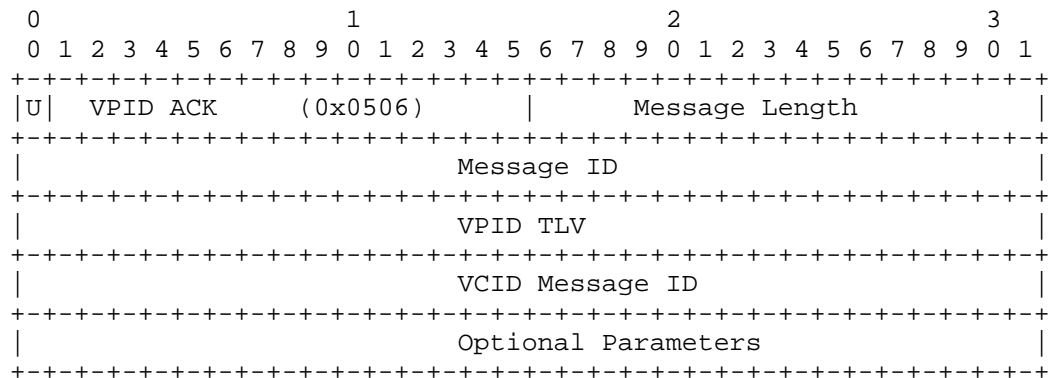 0                   1                   2                   3
 0 1 2 3 4 5 6 7 8 9 0 1 2 3 4 5 6 7 8 9 0 1 2 3 4 5 6 7 8 9 0 1
+-+-+-+-+-+-+-+-+-+-+-+-+-+-+-+-+-+-+-+-+-+-+-+-+-+-+-+-+-+-+-+-+
|U|  VPID ACK     (0x0506)      |      Message Length           |
+-+-+-+-+-+-+-+-+-+-+-+-+-+-+-+-+-+-+-+-+-+-+-+-+-+-+-+-+-+-+-+-+
|                           Message ID                          |
+-+-+-+-+-+-+-+-+-+-+-+-+-+-+-+-+-+-+-+-+-+-+-+-+-+-+-+-+-+-+-+-+
|                           VPID TLV                            |
+-+-+-+-+-+-+-+-+-+-+-+-+-+-+-+-+-+-+-+-+-+-+-+-+-+-+-+-+-+-+-+-+
|                           VCID Message ID                     |
+-+-+-+-+-+-+-+-+-+-+-+-+-+-+-+-+-+-+-+-+-+-+-+-+-+-+-+-+-+-+-+-+
|                           Optional Parameters                 |
+-+-+-+-+-+-+-+-+-+-+-+-+-+-+-+-+-+-+-+-+-+-+-+-+-+-+-+-+-+-+-+-+